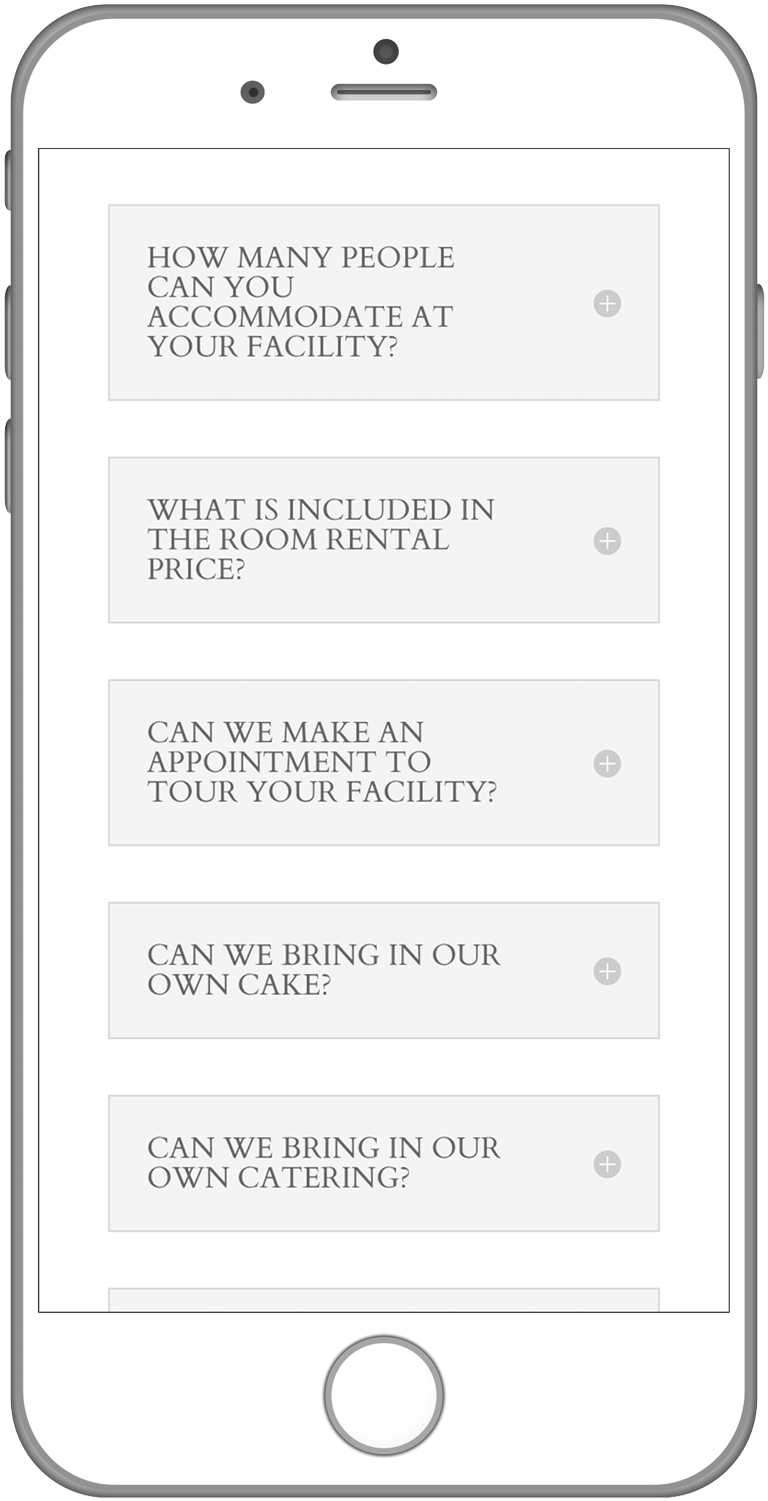 HOW MANY PEOPLE
CAN YOU
ACCOMMODATE AT
YOUR FACILITY?
WHAT IS INCLUDED IN
THE ROOM RENTAL
PRICE?
CAN WE MAKE AN
APPOINTMENT TO
TOUR YOUR FACILITY?
CAN WE BRING IN OUR
OWN CAKE?
CAN WE BRING IN OUR
OWN CATERING?